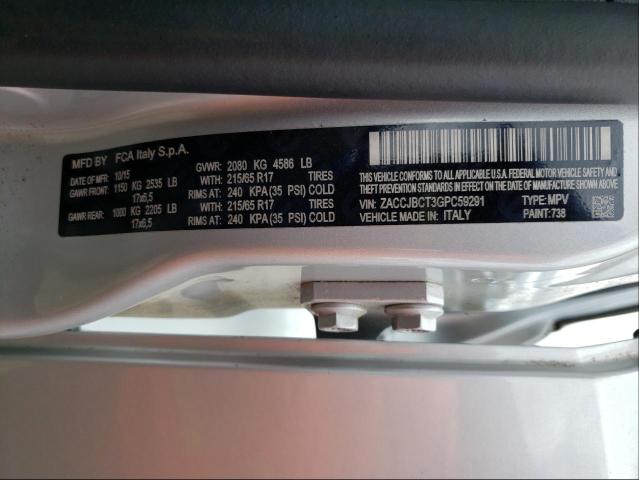 MFD BY FCA Italy S.p.A.
DATE OF MFR: 10/15 GVWR: 2080 KG 4586 LB
GAWR FRONT: 1150 KG 2535 LB WITH: 215/65 R17 TIRES
17x6,5 RIMS AT: 240 KPA (35 PSI) COLD
GAWR REAR: 1000 KG 2205 LB WITH: 215/65 R17 TIRES
17x6,5 RIMS AT: 240 KPA (35 PSI) COLD
THIS VEHICLE CONFORMS TO ALL APPLICABLE U.S.A. FEDERAL MOTOR VEHICLE SAFETY AND
THEFT PREVENTION STANDARDS IN EFFECT ON THE DATE OF MANUFACTURE SHOWN ABOVE.
VIN: ZACCJBCT3GPC59291 TYPE: MPV
VEHICLE MADE IN: ITALY PAINT: 738